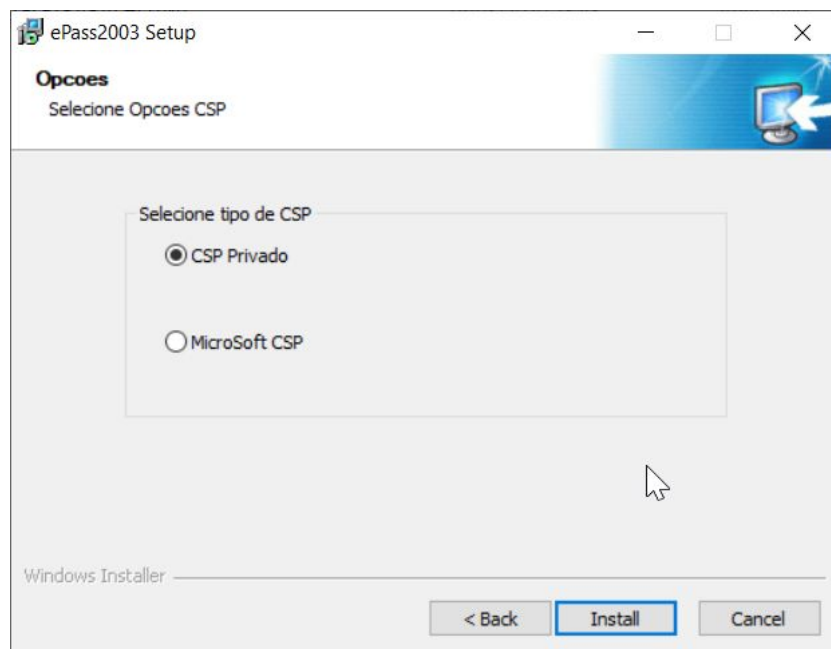 ePass2003 Setup
Opcoes
Selecione Opcoes CSP
Selecione tipo de CSP
CSP Privado
MicroSoft CSP
Windows Installer
< Back
Install
Cancel